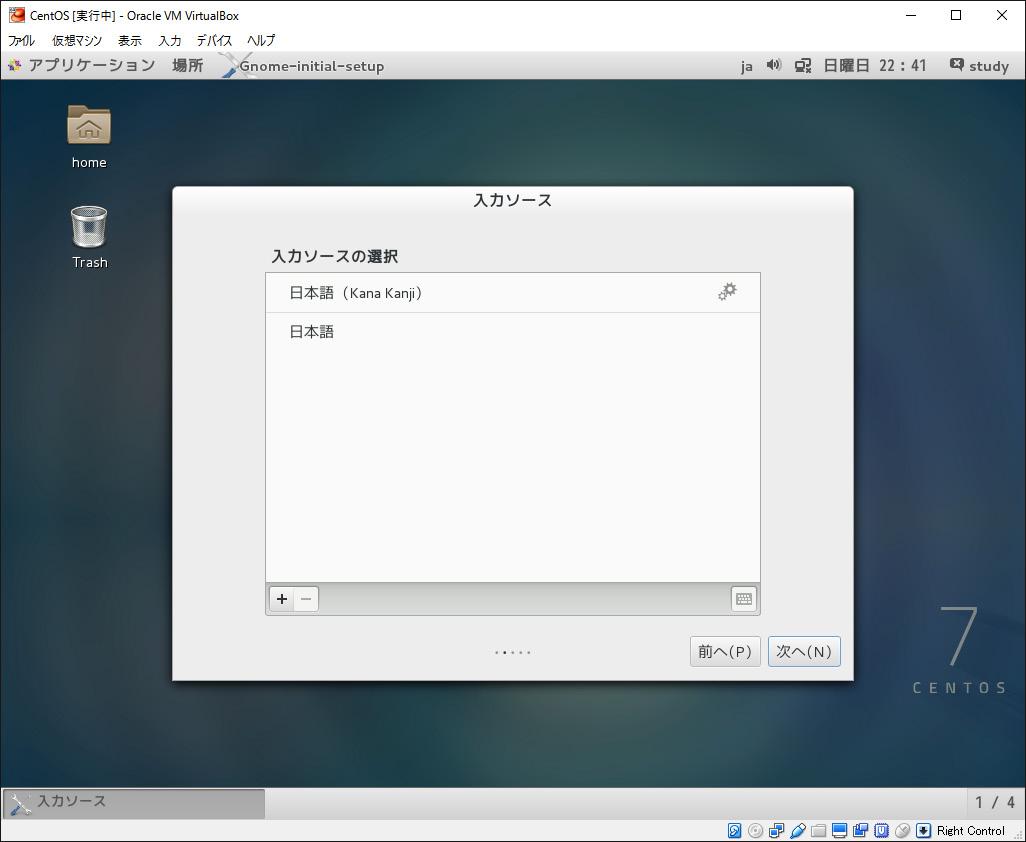 CentOS [実行中] - Oracle VM VirtualBox
ファイル 仮想マシン 表示 入力 デバイス ヘルプ
アプリケーション 場所 Gnome-initial-setup ja 日曜日 22：41 study
home
Trash
入力ソース
入力ソースの選択
日本語（Kana Kanji）
日本語
前へ(P) 次へ(N)
7
CENTOS
入力ソース 1 / 4
Right Control